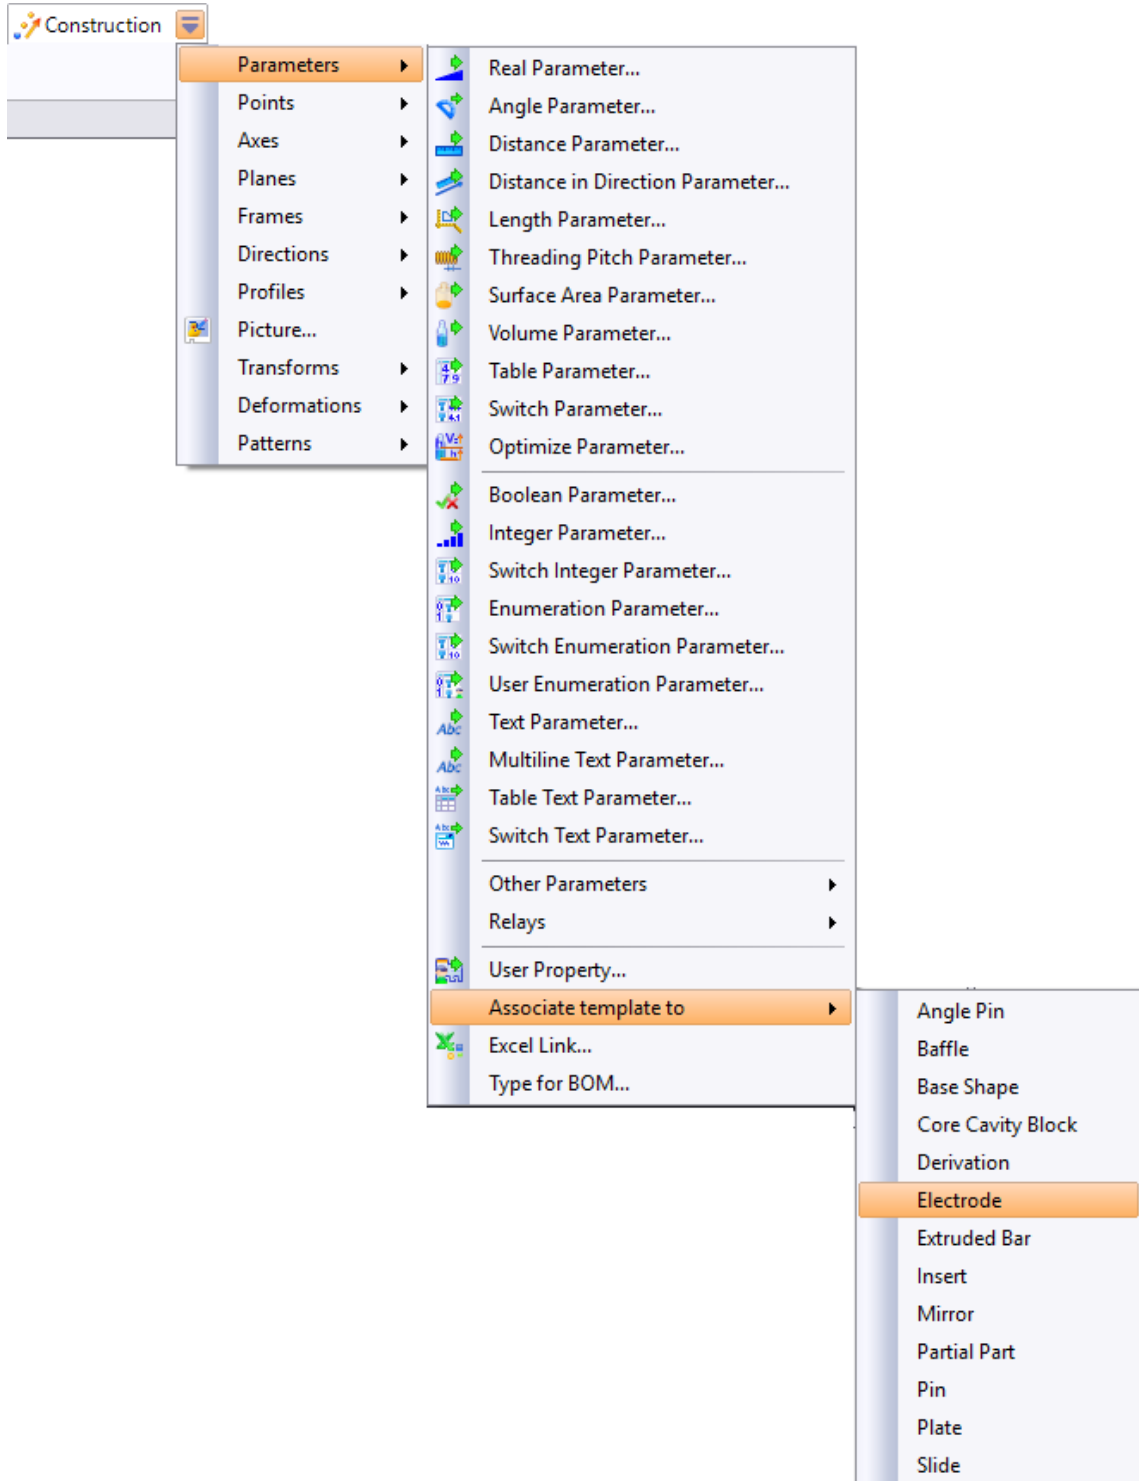 Construction
Parameters
Points
Axes
Planes
Frames
Directions
Profiles
Picture...
Transforms
Deformations
Patterns
Real Parameter...
Angle Parameter...
Distance Parameter...
Distance in Direction Parameter...
Length Parameter...
Threading Pitch Parameter...
Surface Area Parameter...
Volume Parameter...
Table Parameter...
Switch Parameter...
Optimize Parameter...
Boolean Parameter...
Integer Parameter...
Switch Integer Parameter...
Enumeration Parameter...
Switch Enumeration Parameter...
User Enumeration Parameter...
Text Parameter...
Multiline Text Parameter...
Table Text Parameter...
Switch Text Parameter...
Other Parameters
Relays
User Property...
Associate template to
Excel Link...
Type for BOM...
Angle Pin
Baffle
Base Shape
Core Cavity Block
Derivation
Electrode
Extruded Bar
Insert
Mirror
Partial Part
Pin
Plate
Slide